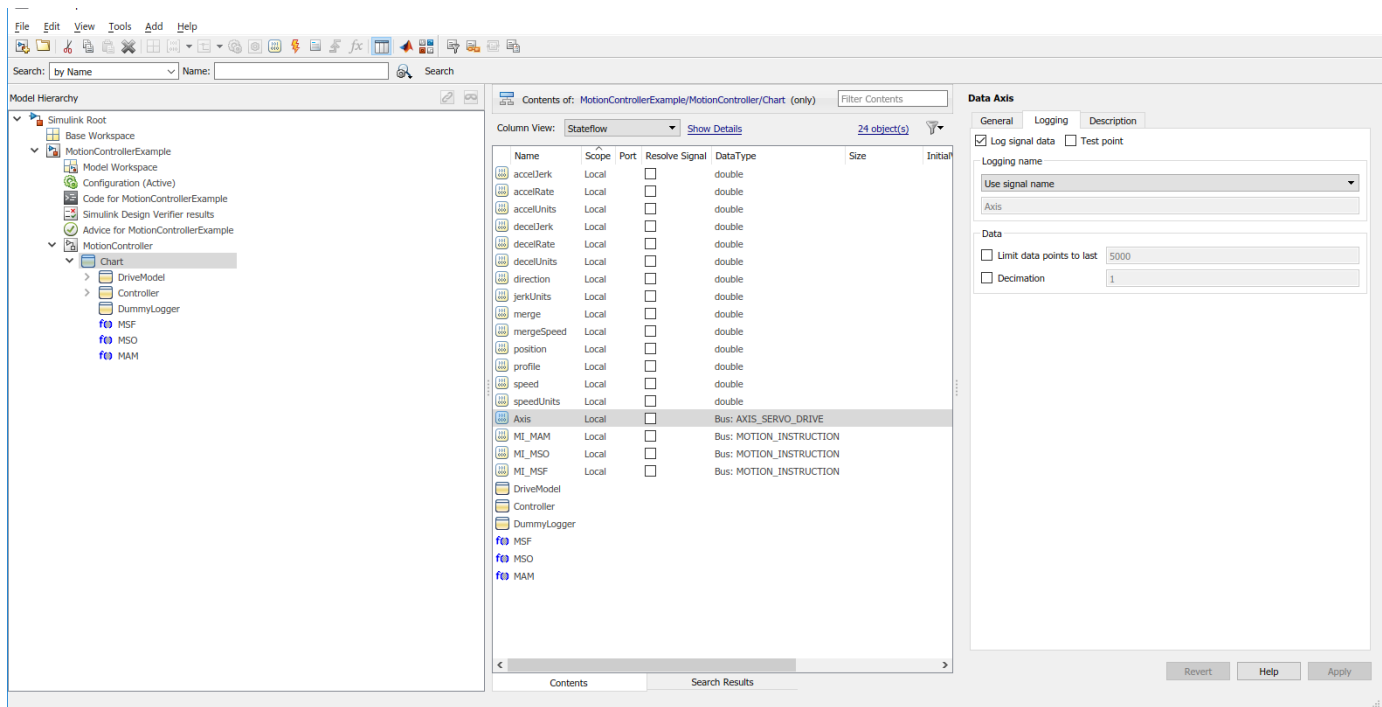 File Edit View Tools Add Help
Search: by Name Name: Search
Model Hierarchy
Simulink Root
Base Workspace
MotionControllerExample
Model Workspace
Configuration (Active)
Code for MotionControllerExample
Simulink Design Verifier results
Advice for MotionControllerExample
MotionController
Chart
DriveModel
Controller
DummyLogger
f() MSF
f() MSO
f() MAM
Contents of: MotionControllerExample/MotionController/Chart (only) Filter Contents
Column View: Stateflow Show Details 24 object(s)
Name Scope Port Resolve Signal DataType Size InitialV
accelJerk Local double
accelRate Local double
accelUnits Local double
decelJerk Local double
decelRate Local double
decelUnits Local double
direction Local double
jerkUnits Local double
merge Local double
mergeSpeed Local double
position Local double
profile Local double
speed Local double
speedUnits Local double
Axis Local Bus: AXIS_SERVO_DRIVE
MI_MAM Local Bus: MOTION_INSTRUCTION
MI_MSO Local Bus: MOTION_INSTRUCTION
MI_MSF Local Bus: MOTION_INSTRUCTION
DriveModel
Controller
DummyLogger
f() MSF
f() MSO
f() MAM
Contents Search Results
Data Axis
General Logging Description
Log signal data Test point
Logging name
Use signal name
Axis
Data
Limit data points to last 5000
Decimation 1
Revert Help Apply